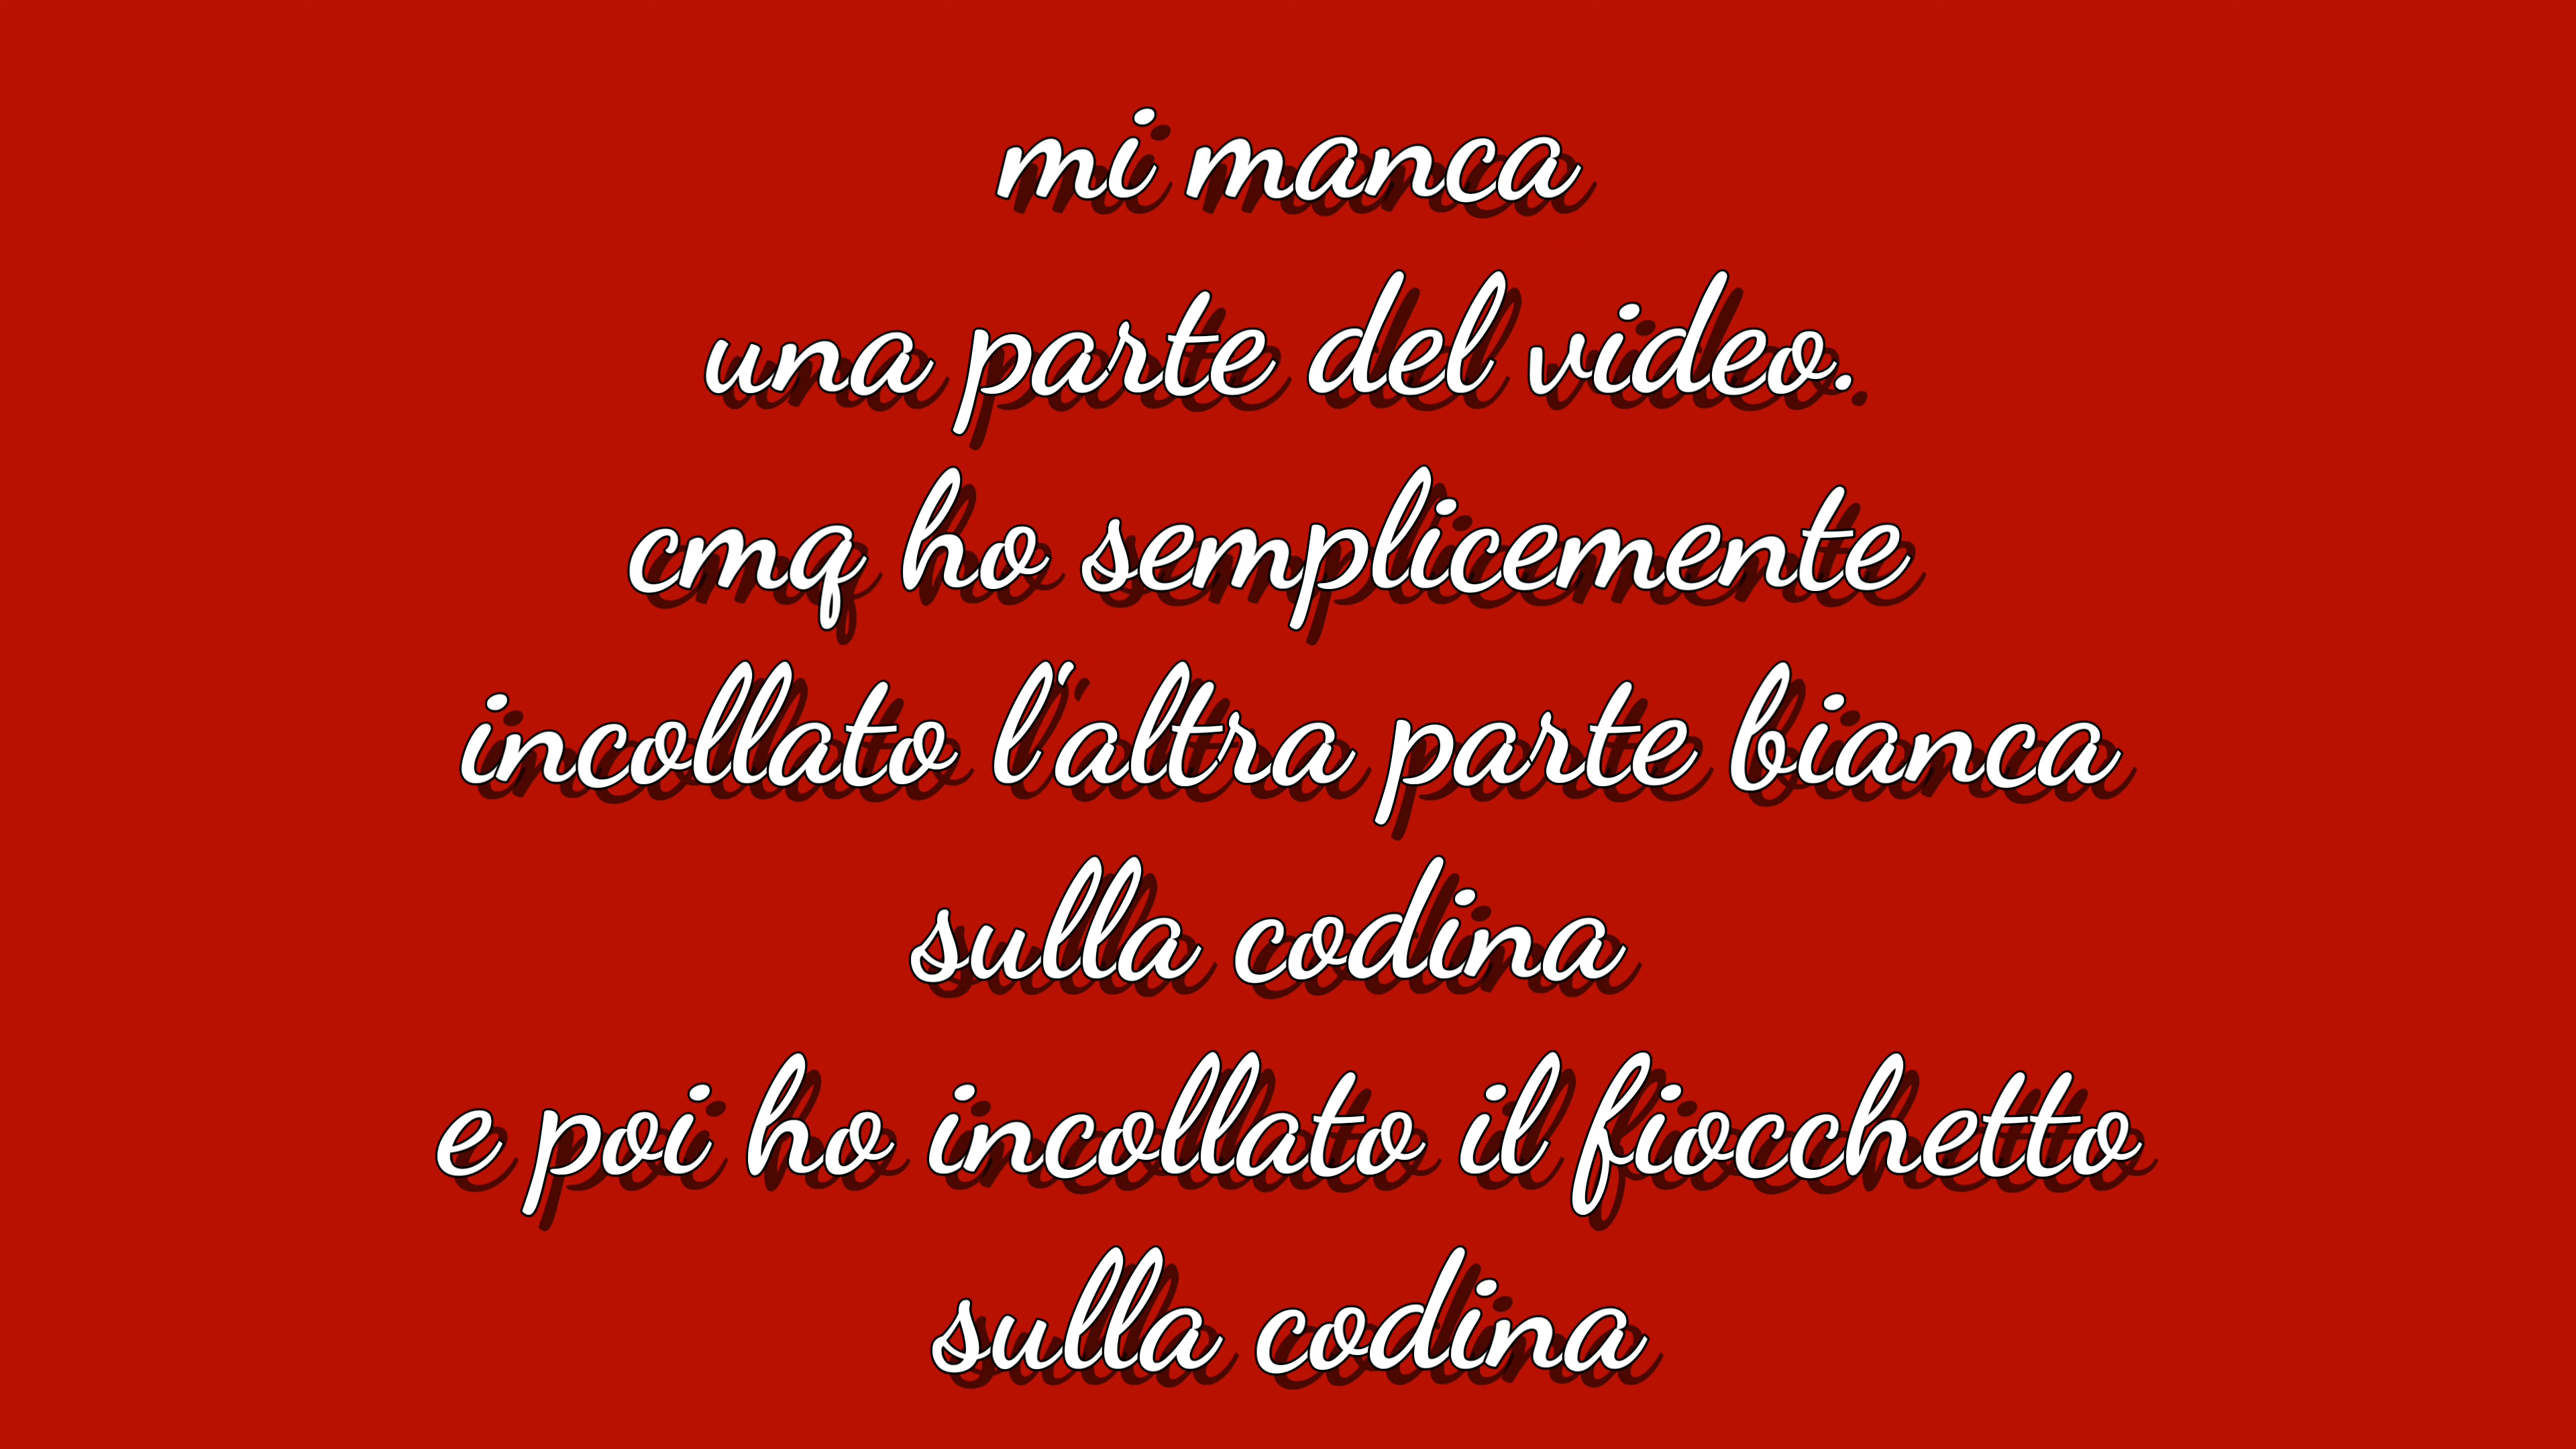 mi manca
una parte del video.
cmq ho semplicemente
incollato l'altra parte bianca
sulla codina
e poi ho incollato il fiocchetto
sulla codina